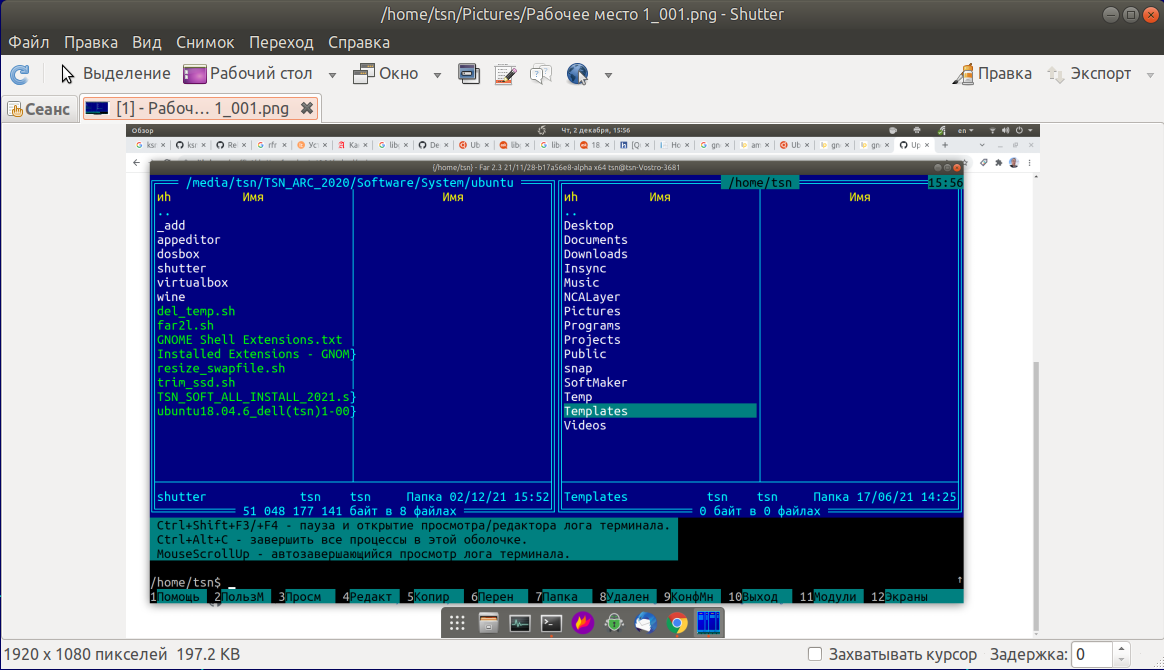 /home/tsn/Pictures/Рабочее место 1_001.png - Shutter
Файл Правка Вид Снимок Переход Справка
Выделение Рабочий стол Окно Правка Экспорт
Сеанс [1] - Рабоч... 1_001.png
Обзор Чт, 2 декабря, 15:56 en
(/home/tsn) - Far 2.3 21/11/28-b17a56e8-alpha x64 tsn@tsn-Vostro-3681
/media/tsn/TSN_ARC_2020/Software/System/ubuntu /home/tsn 15:56
иh Имя Имя иh Имя Имя
.. ..
_add Desktop
appeditor Documents
dosbox Downloads
shutter Insync
virtualbox Music
wine NCALayer
del_temp.sh Pictures
far2l.sh Programs
GNOME Shell Extensions.txt Projects
Installed Extensions - GNOM} Public
resize_swapfile.sh snap
trim_ssd.sh SoftMaker
TSN_SOFT_ALL_INSTALL_2021.s} Temp
ubuntu18.04.6_dell(tsn)1-00} Templates
Videos
shutter tsn tsn Папка 02/12/21 15:52 Templates tsn tsn Папка 17/06/21 14:25
51 048 177 141 байт в 8 файлах 0 байт в 0 файлах
Ctrl+Shift+F3/+F4 - пауза и открытие просмотра/редактора лога терминала.
Ctrl+Alt+C - завершить все процессы в этой оболочке.
MouseScrollUp - автозавершающийся просмотр лога терминала.
/home/tsn$
1Помощь 2ПользМ 3Просм 4Редакт 5Копир 6Перен 7Папка 8Удален 9КонфМн 10Выход 11Модули 12Экраны
1920 x 1080 пикселей 197.2 KB Захватывать курсор Задержка: 0